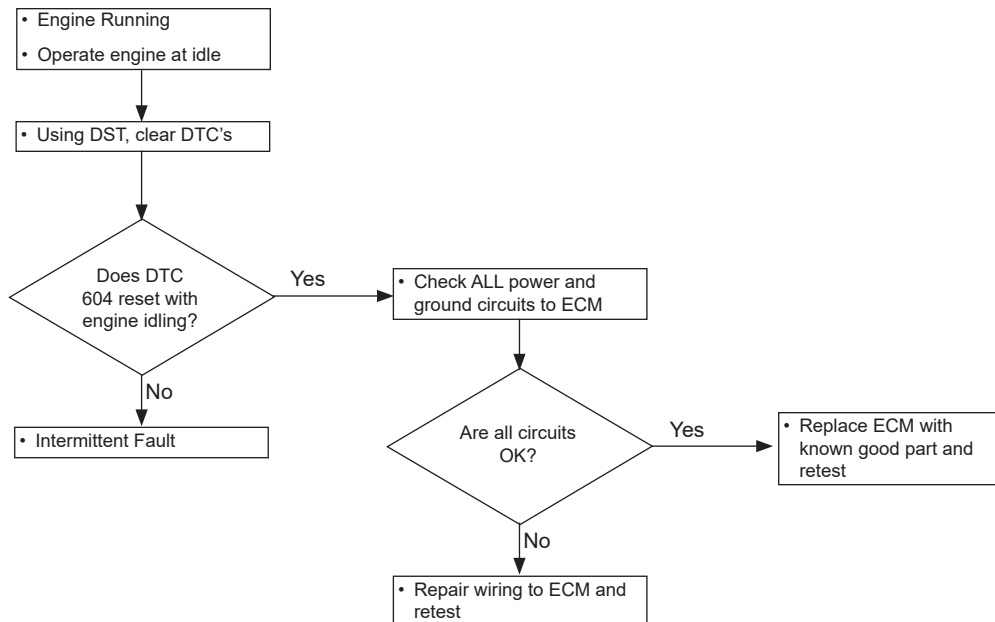 • Engine Running
• Operate engine at idle
• Using DST, clear DTC’s
Does DTC
604 reset with
engine idling?
Yes
• Check ALL power and
ground circuits to ECM
No
• Intermittent Fault
Are all circuits
OK?
Yes
• Replace ECM with
known good part and
retest
No
• Repair wiring to ECM and
retest